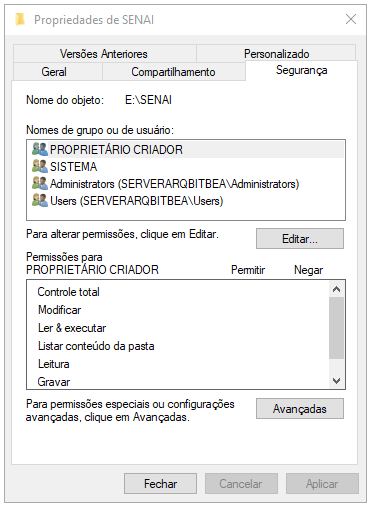 Propriedades de SENAI
Versões Anteriores
Personalizado
Geral
Compartilhamento
Segurança
Nome do objeto: E:\SENAI
Nomes de grupo ou de usuário:
PROPRIETÁRIO CRIADOR
SISTEMA
Administrators (SERVERARQBITBEA\Administrators)
Users (SERVERARQBITBEA\Users)
Para alterar permissões, clique em Editar.
Editar...
Permissões para
PROPRIETÁRIO CRIADOR Permitir Negar
Controle total
Modificar
Ler & executar
Listar conteúdo da pasta
Leitura
Gravar
Para permissões especiais ou configurações
avançadas, clique em Avançadas.
Avançadas
Fechar
Cancelar
Aplicar